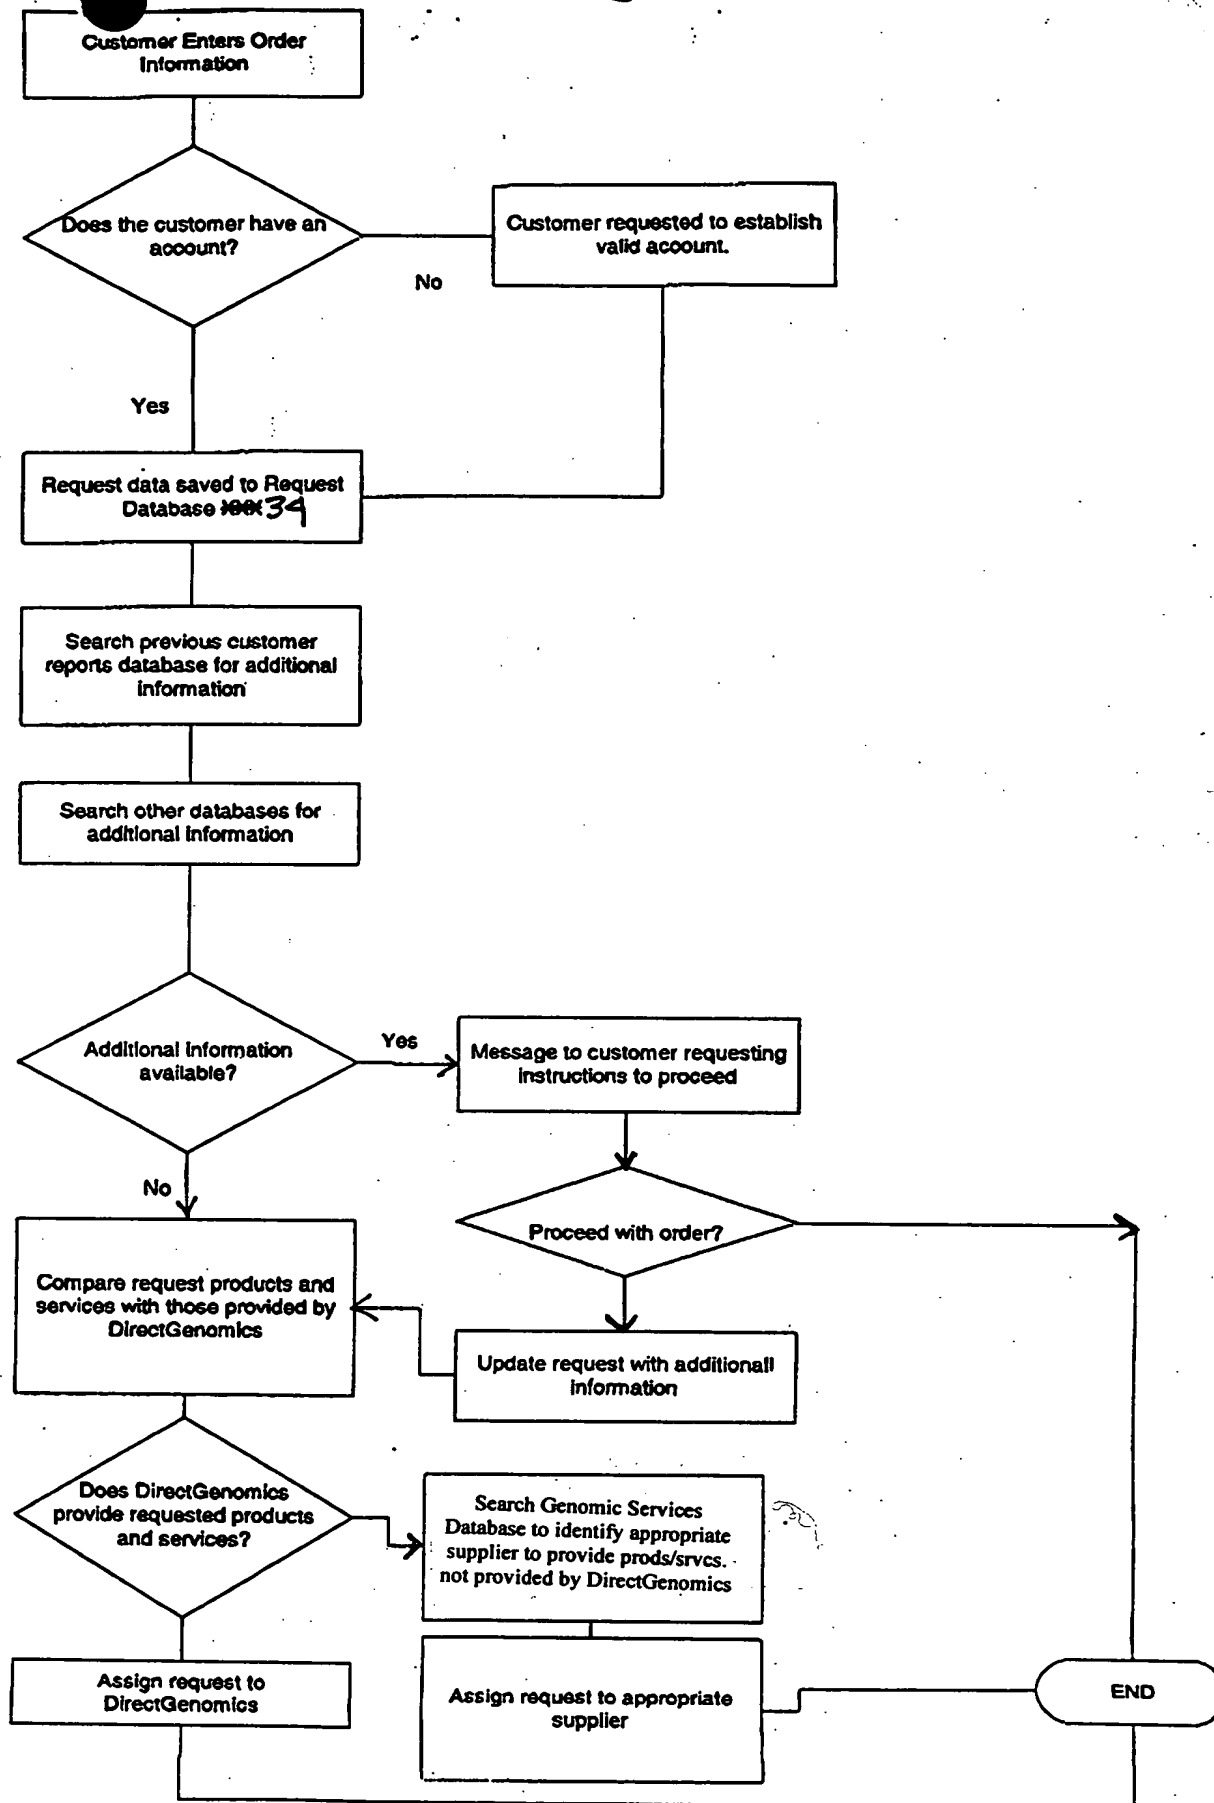 Customer Enters Order
Information
Does the customer have an
account?
Customer requested to establish
valid account.
No
Yes
Request data saved to Request
Database 34
Search previous customer
reports database for additional
information
Search other databases for
additional information
Additional information
available?
Yes
Message to customer requesting
instructions to proceed
No
Proceed with order?
Compare request products and
services with those provided by
DirectGenomics
Update request with additionall
information
Does DirectGenomics
provide requested products
and services?
Search Genomic Services
Database to identify appropriate
supplier to provide prods/srvcs.
not provided by DirectGenomics
Assign request to
DirectGenomics
Assign request to appropriate
supplier
END